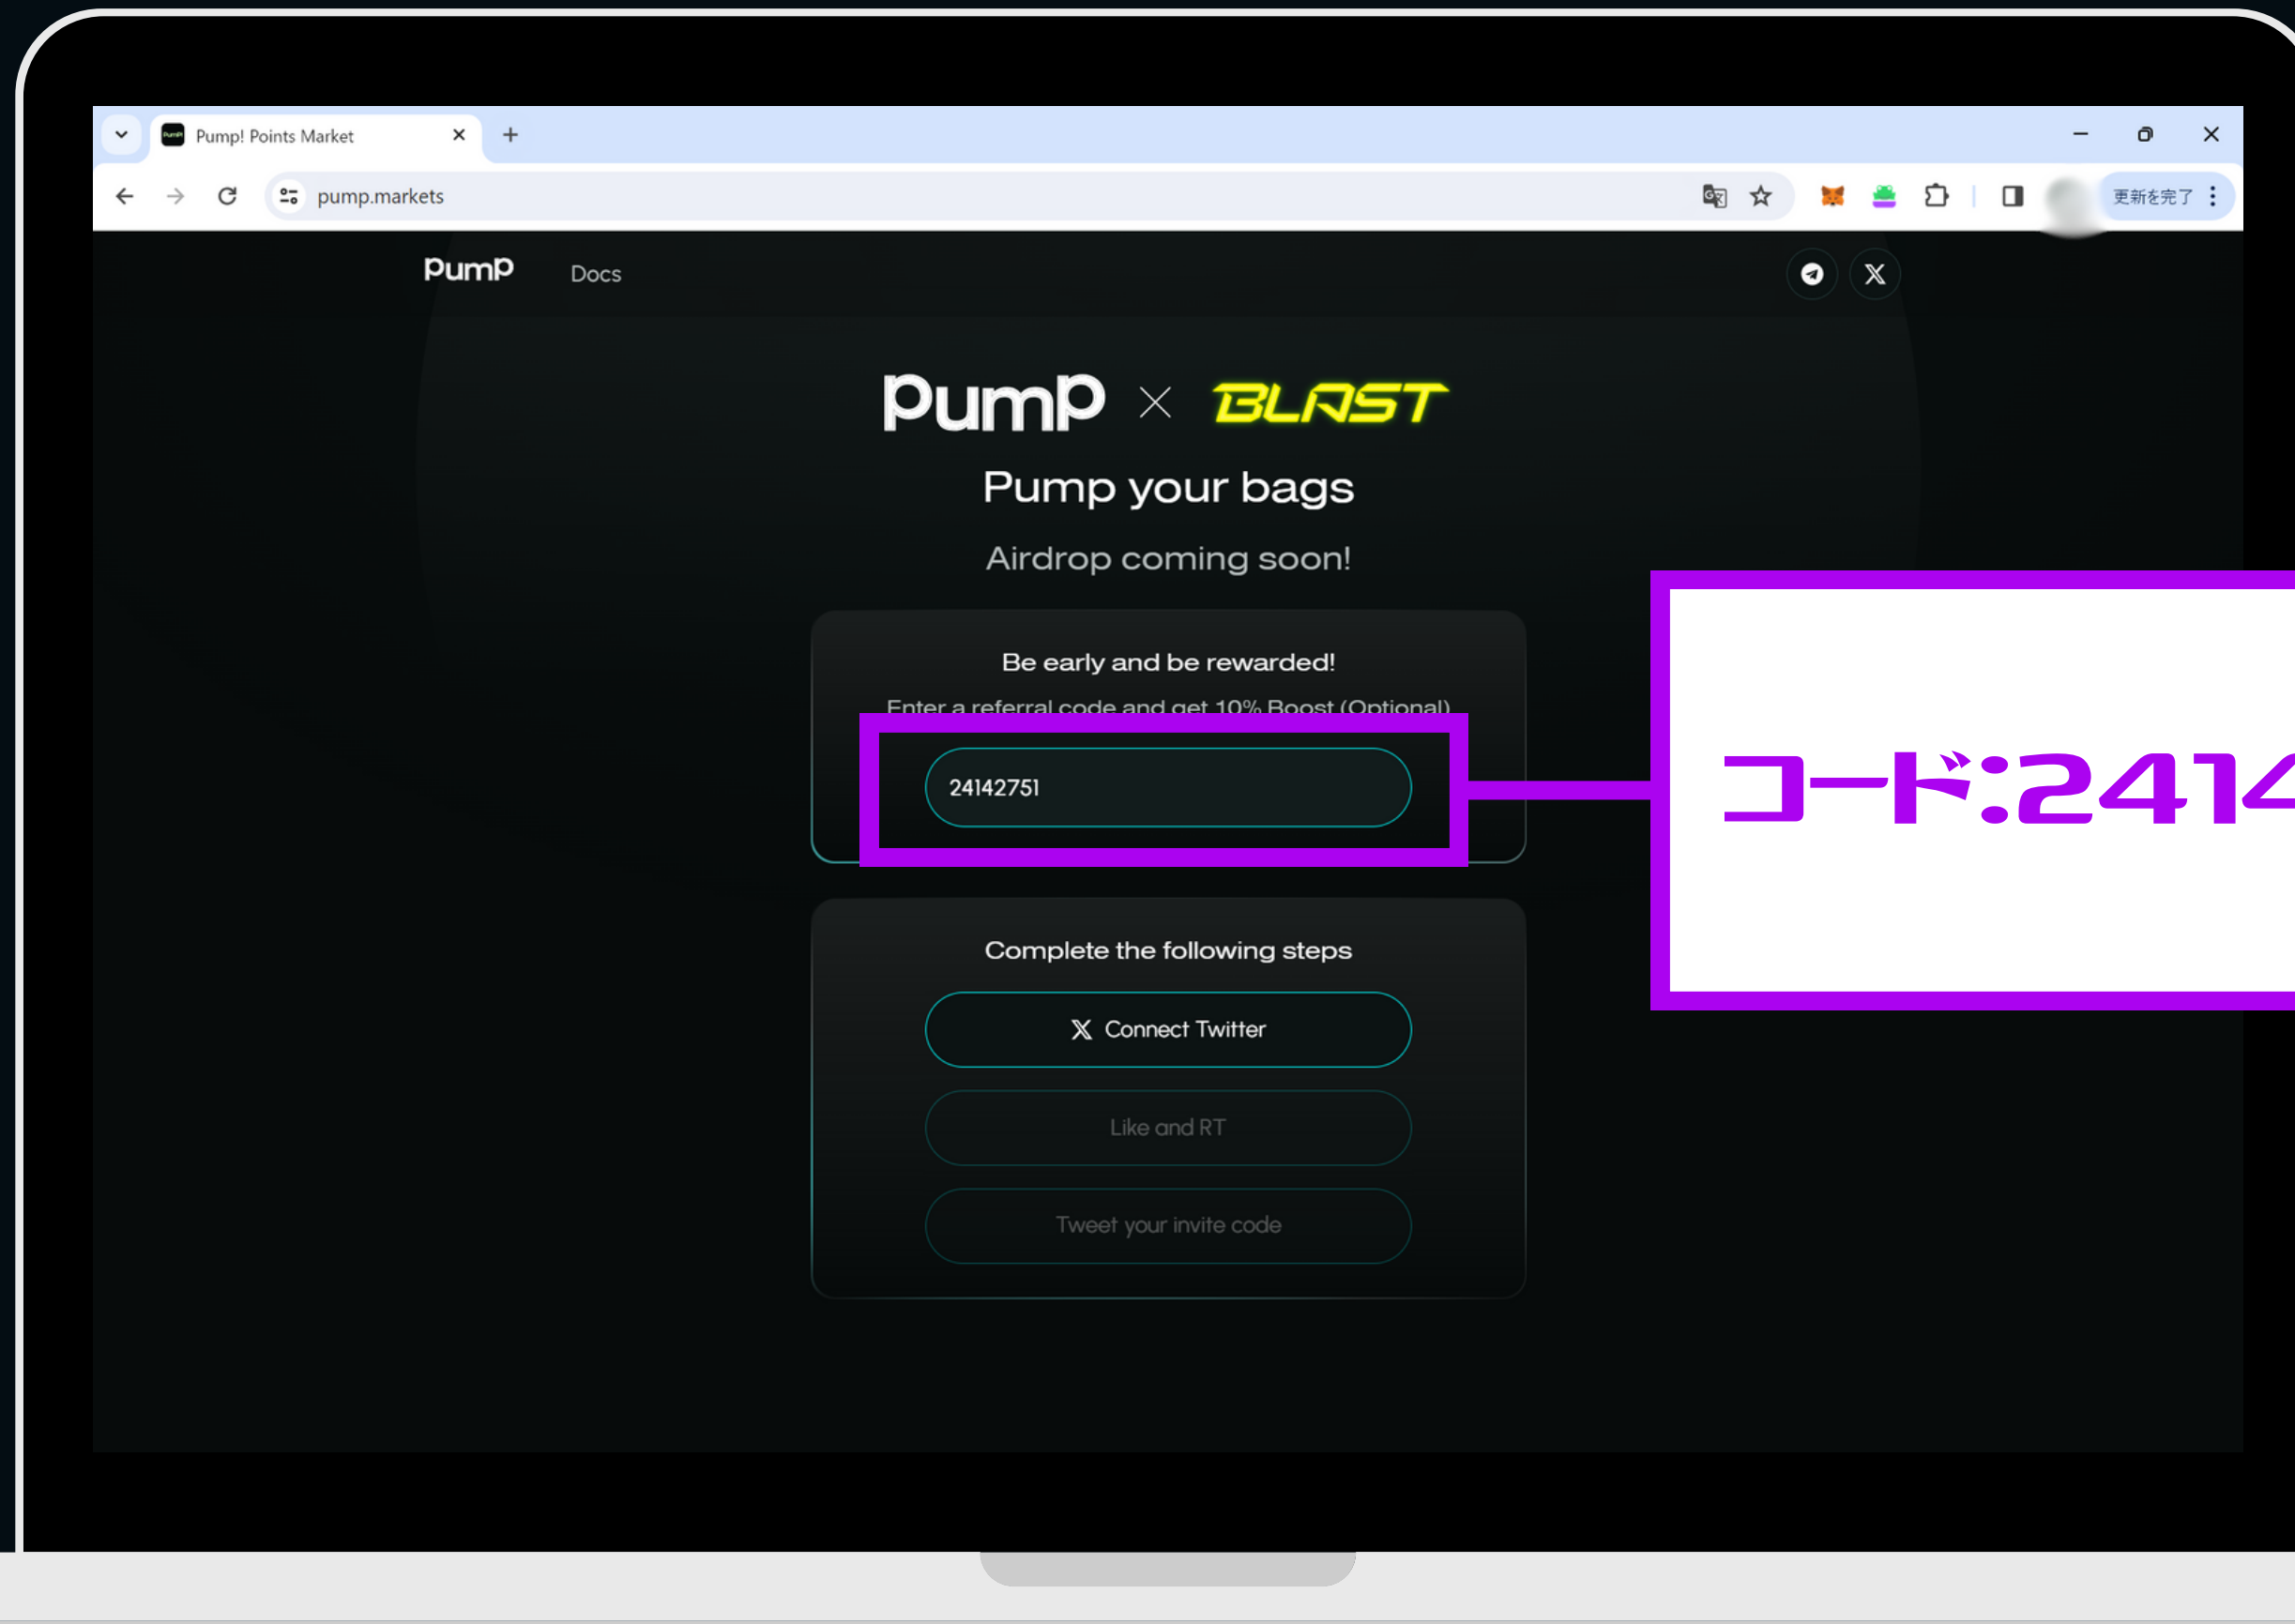 Pump! Points Market
pump.markets
更新を完了
pump
Docs
pump × BLAST
Pump your bags
Airdrop coming soon!
Be early and be rewarded!
Enter a referral code and get 10% Boost (Optional)
24142751
コード:2414
Complete the following steps
X Connect Twitter
Like and RT
Tweet your invite code